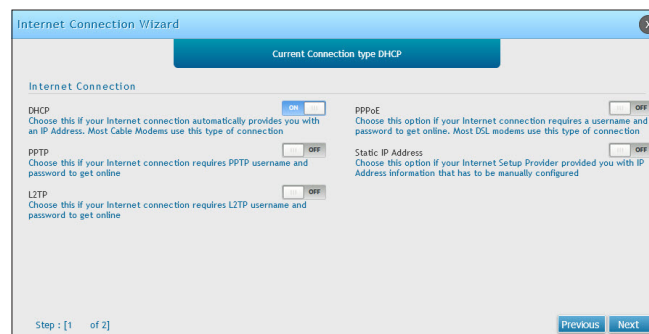 Internet Connection Wizard
X
Current Connection type DHCP
Internet Connection
DHCP
ON
Choose this if your Internet connection automatically provides you with
an IP Address. Most Cable Modems use this type of connection
PPPoE
OFF
Choose this option if your Internet connection requires a username and
password to get online. Most DSL modems use this type of connection
PPTP
OFF
Choose this if your Internet connection requires PPTP username and
password to get online
Static IP Address
OFF
Choose this option if your Internet Setup Provider provided you with IP
Address information that has to be manually configured
L2TP
OFF
Choose this if your Internet connection requires L2TP username and
password to get online
Step : [1 of 2]
Previous
Next